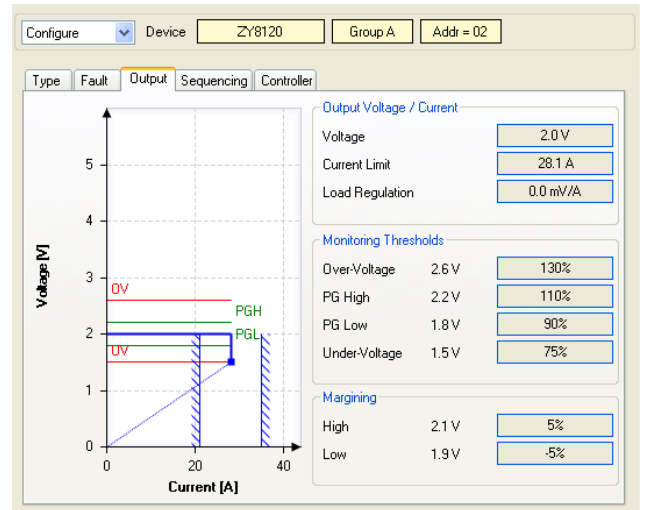 Configure Device ZY8120 Group A Addr = 02
Type Fault Output Sequencing Controller
Voltage [V]
5
4
3
2
1
0
OV
PGH
PGL
UV
0 20 40
Current [A]
Output Voltage / Current
Voltage 2.0 V
Current Limit 28.1 A
Load Regulation 0.0 mV/A
Monitoring Thresholds
Over-Voltage 2.6 V 130%
PG High 2.2 V 110%
PG Low 1.8 V 90%
Under-Voltage 1.5 V 75%
Margining
High 2.1 V 5%
Low 1.9 V -5%